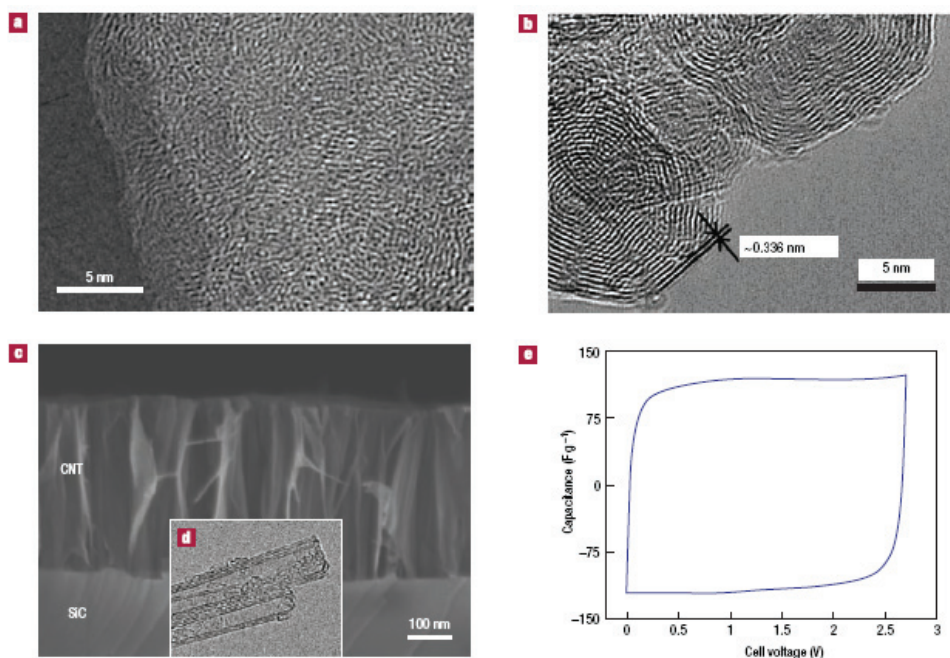 a
5 nm
b
~0.336 nm
5 nm
c
CNT
SiC
100 nm
d
e
150
75
0
-75
-150
Capacitance (F g⁻¹)
0
0.5
1
1.5
2
2.5
3
Cell voltage (V)